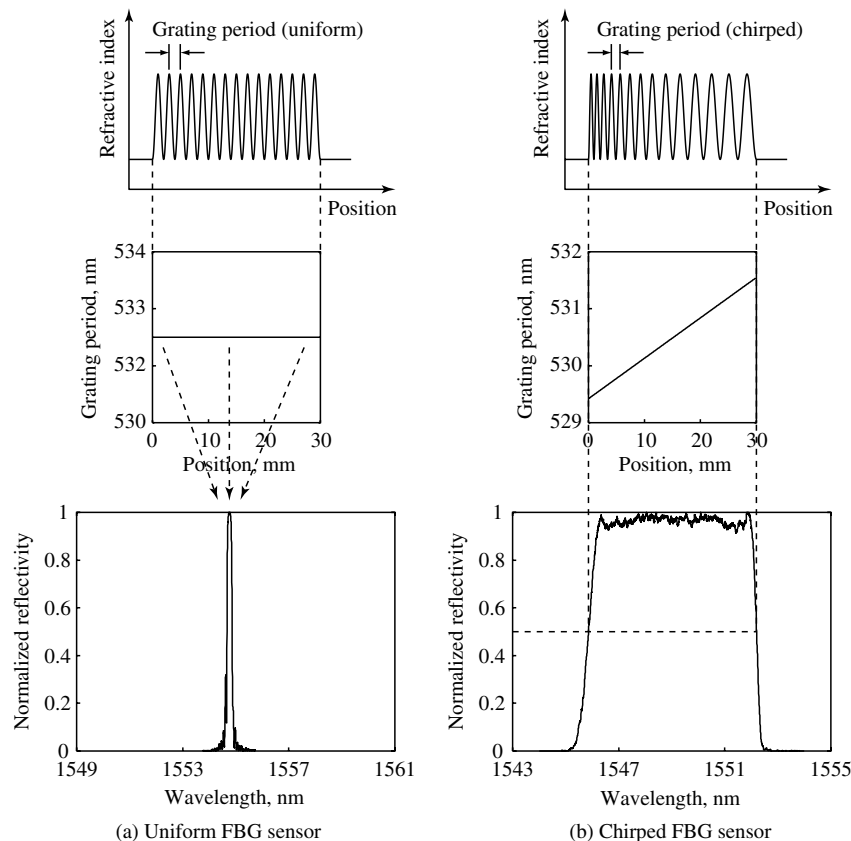 Grating period (uniform)
Refractive index
Position
534
533
532
530
Grating period, nm
0 10 20 30
Position, mm
1
0.8
0.6
0.4
0.2
0
Normalized reflectivity
1549 1553 1557 1561
Wavelength, nm
(a) Uniform FBG sensor
Grating period (chirped)
Refractive index
Position
532
531
530
529
Grating period, nm
0 10 20 30
Position, mm
1
0.8
0.6
0.4
0.2
0
Normalized reflectivity
1543 1547 1551 1555
Wavelength, nm
(b) Chirped FBG sensor